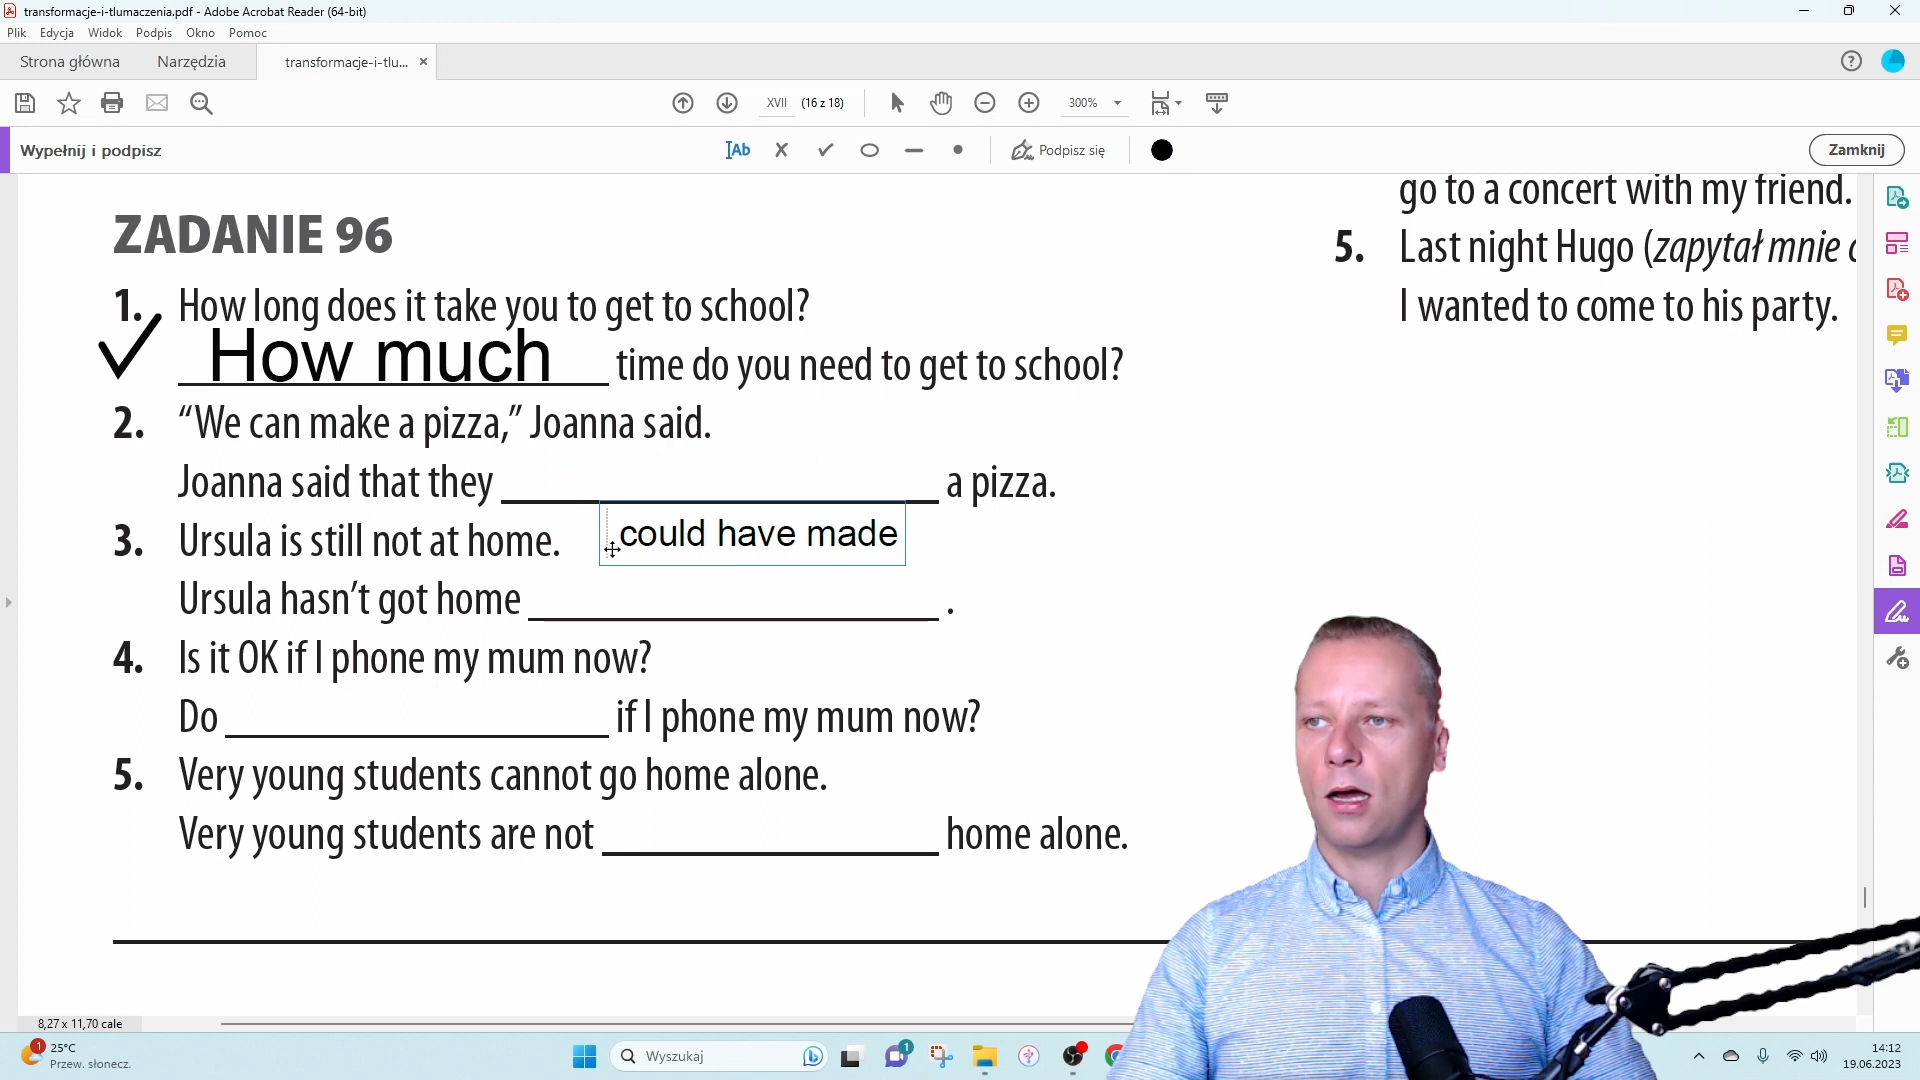 transformacje-i-tlumaczenia.pdf - Adobe Acrobat Reader (64-bit)
Plik Edycja Widok Podpis Okno Pomoc
Strona główna Narzędzia transformacje-i-tlu... ×
XVII (16 z 18) 300%
Wypełnij i podpisz Ab Podpisz się Zamknij
ZADANIE 96
1. How long does it take you to get to school?
How much time do you need to get to school?
2. “We can make a pizza,” Joanna said.
Joanna said that they ____ a pizza.
3. Ursula is still not at home. could have made
Ursula hasn’t got home ____ .
4. Is it OK if I phone my mum now?
Do ____ if I phone my mum now?
5. Very young students cannot go home alone.
Very young students are not ____ home alone.
go to a concert with my friend.
5. Last night Hugo (zapytał mnie
I wanted to come to his party.
8,27 x 11,70 cale
1 25°C
Przew. słonecz.
Wyszukaj
1
14:12
19.06.2023